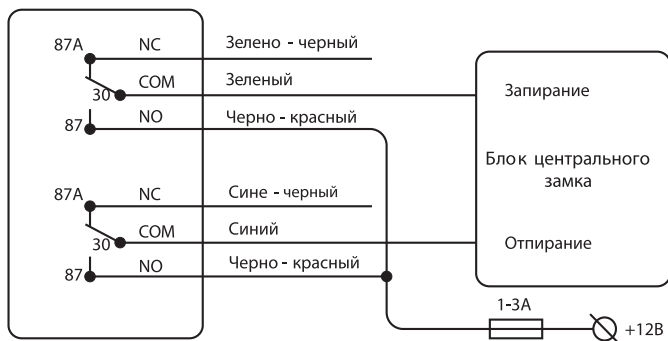 87A NC Зелено - черный
30 COM Зеленый
Запирание
87 NO Черно - красный
Блок центрального
замка
87A NC Сине - черный
30 COM Синий
Отпирание
87 NO Черно - красный
1-3А
+12В